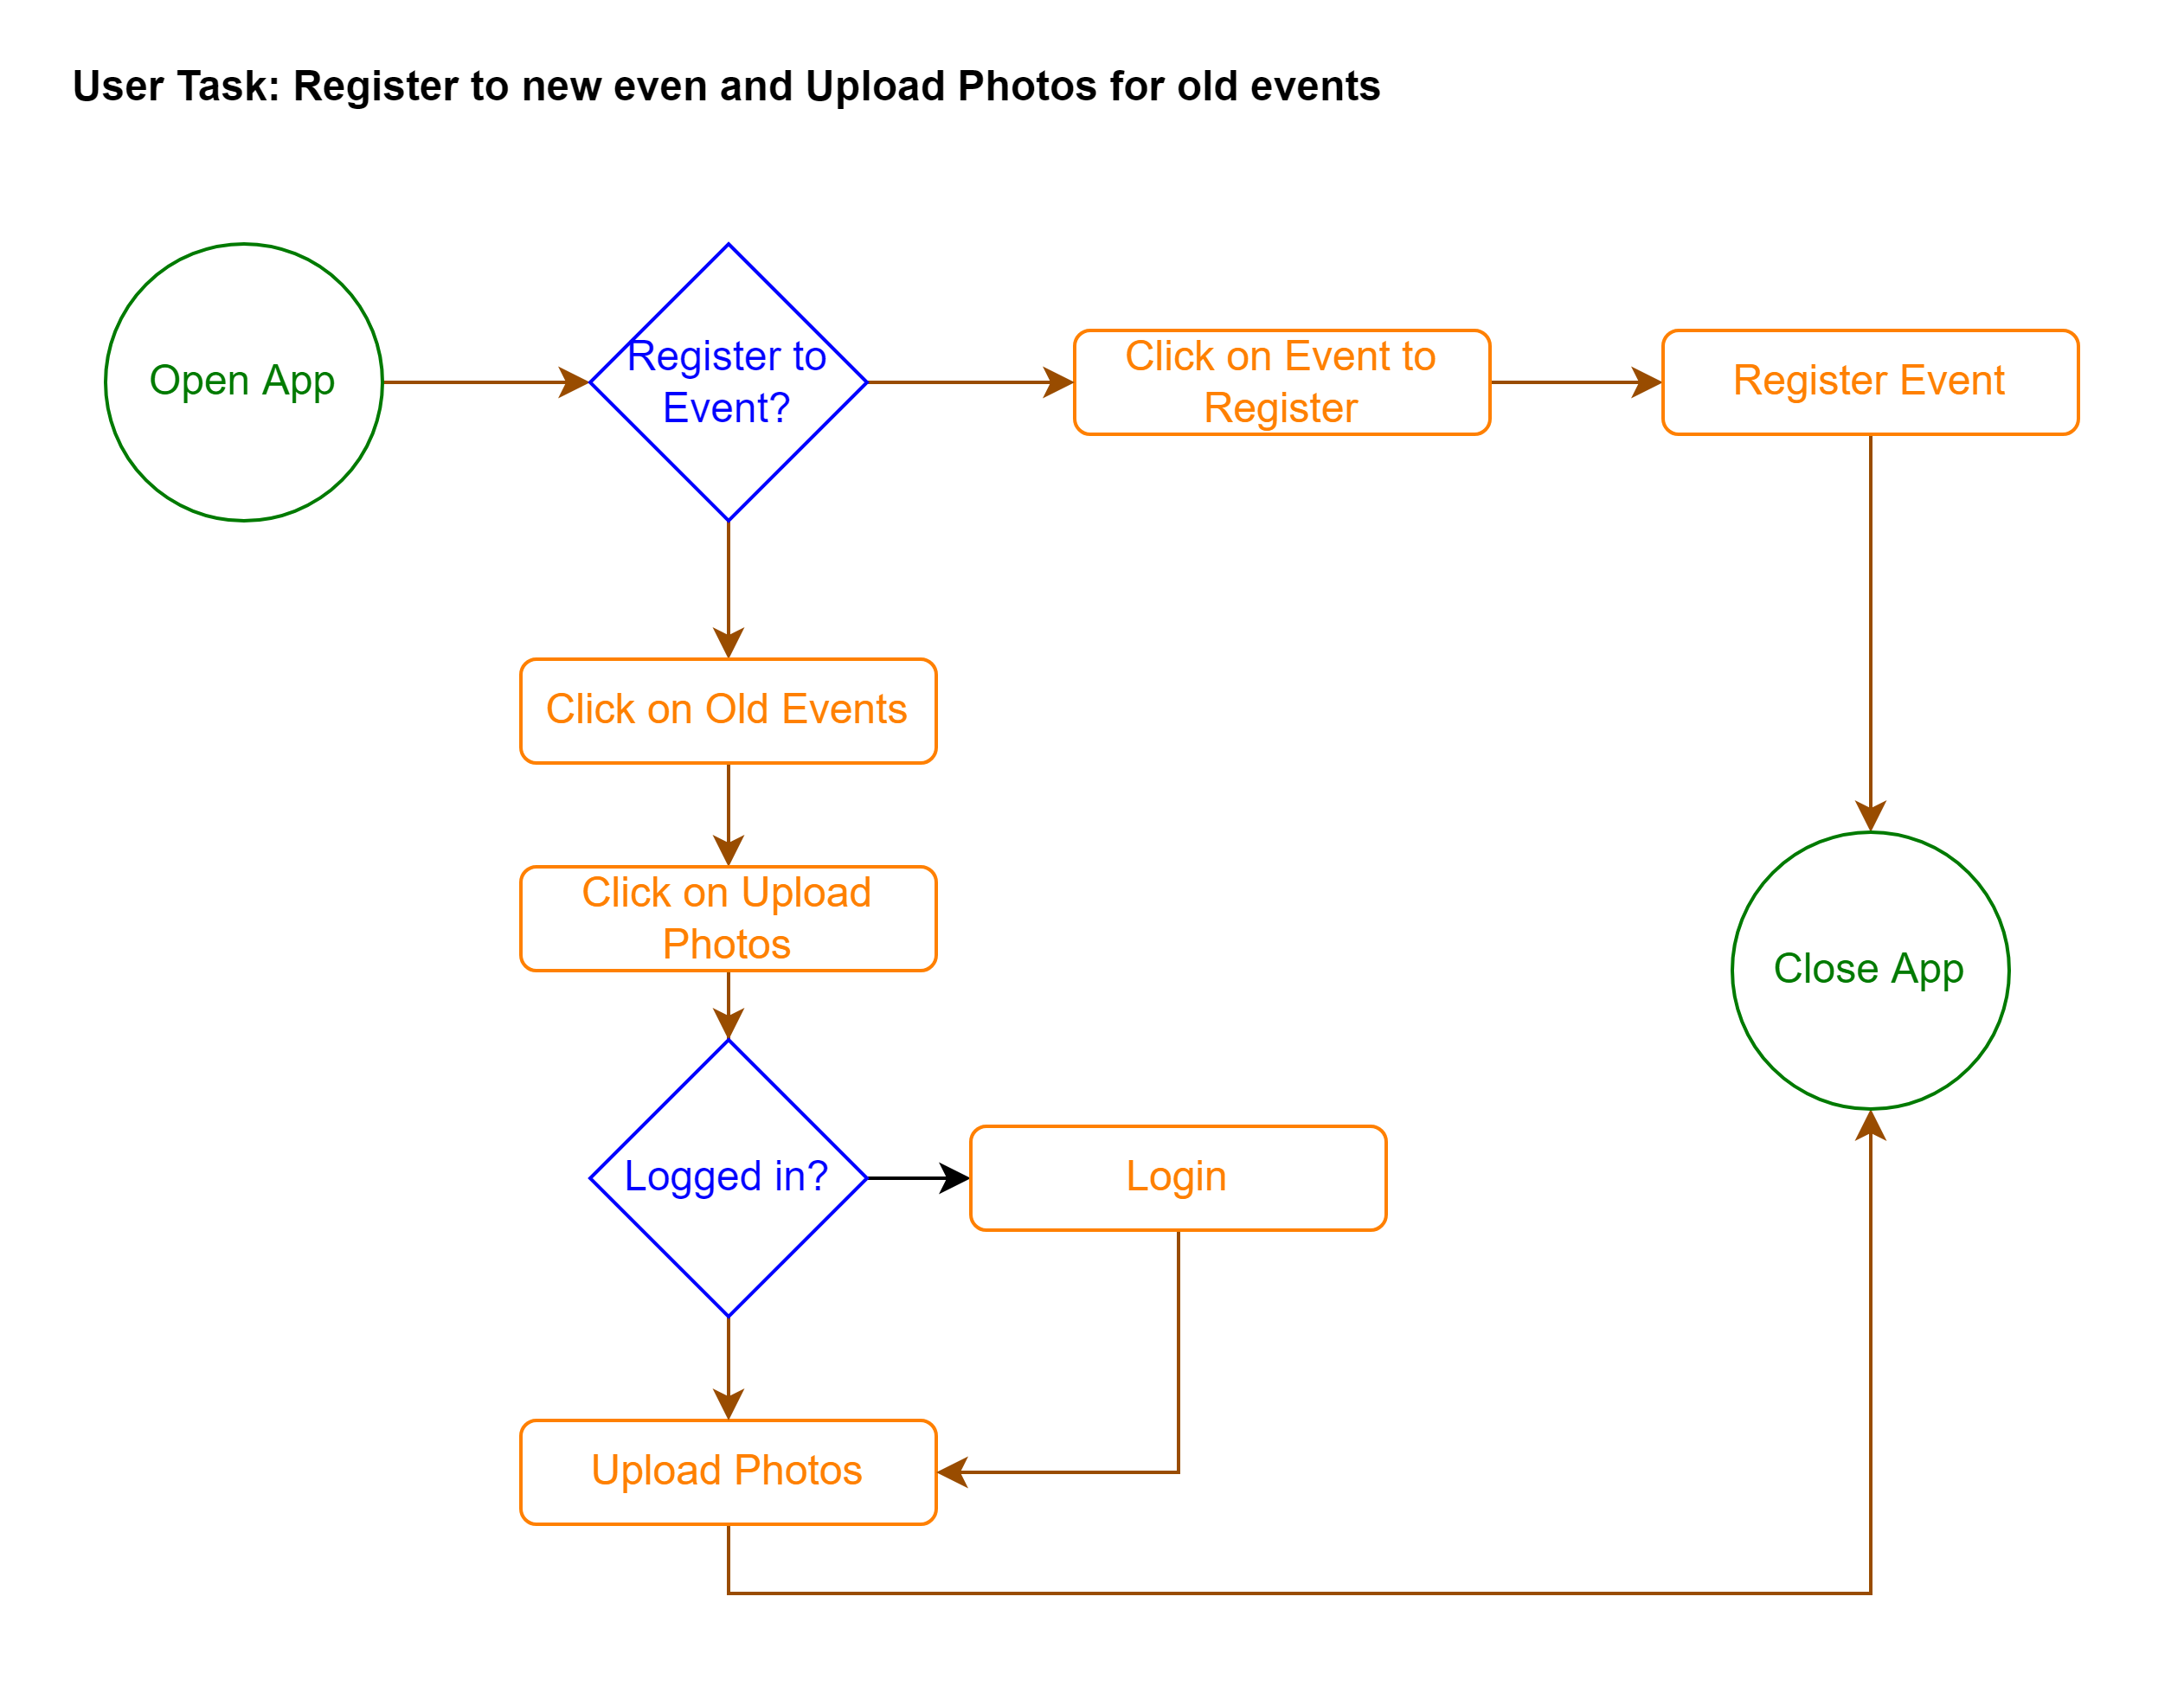 User Task: Register to new even and Upload Photos for old events
Open App
Register to
Event?
Click on Event to
Register
Register Event
Click on Old Events
Click on Upload
Photos
Close App
Logged in?
Login
Upload Photos